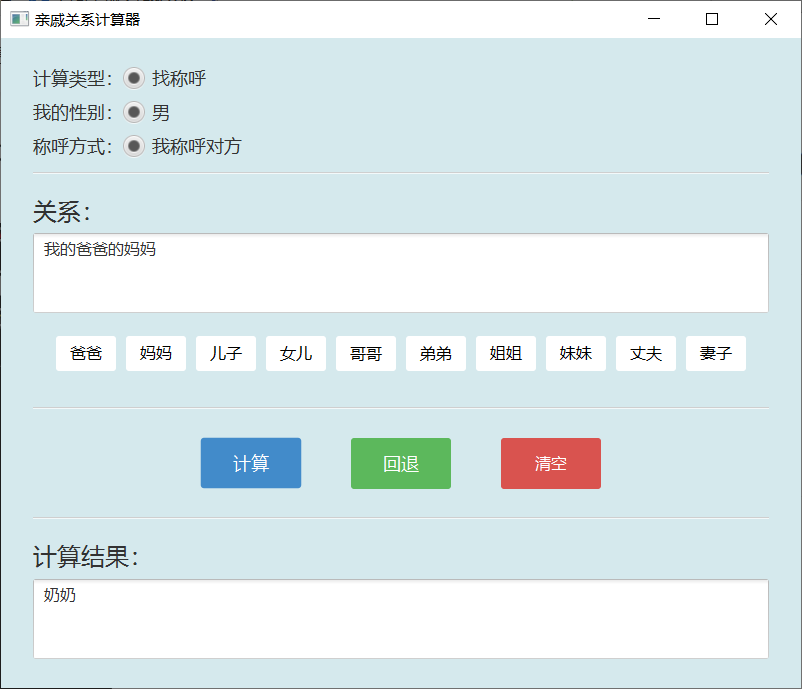 亲戚关系计算器
计算类型: 找称呼
我的性别: 男
称呼方式: 我称呼对方
关系:
我的爸爸的妈妈
爸爸 妈妈 儿子 女儿 哥哥 弟弟 姐姐 妹妹 丈夫 妻子
计算 回退 清空
计算结果:
奶奶